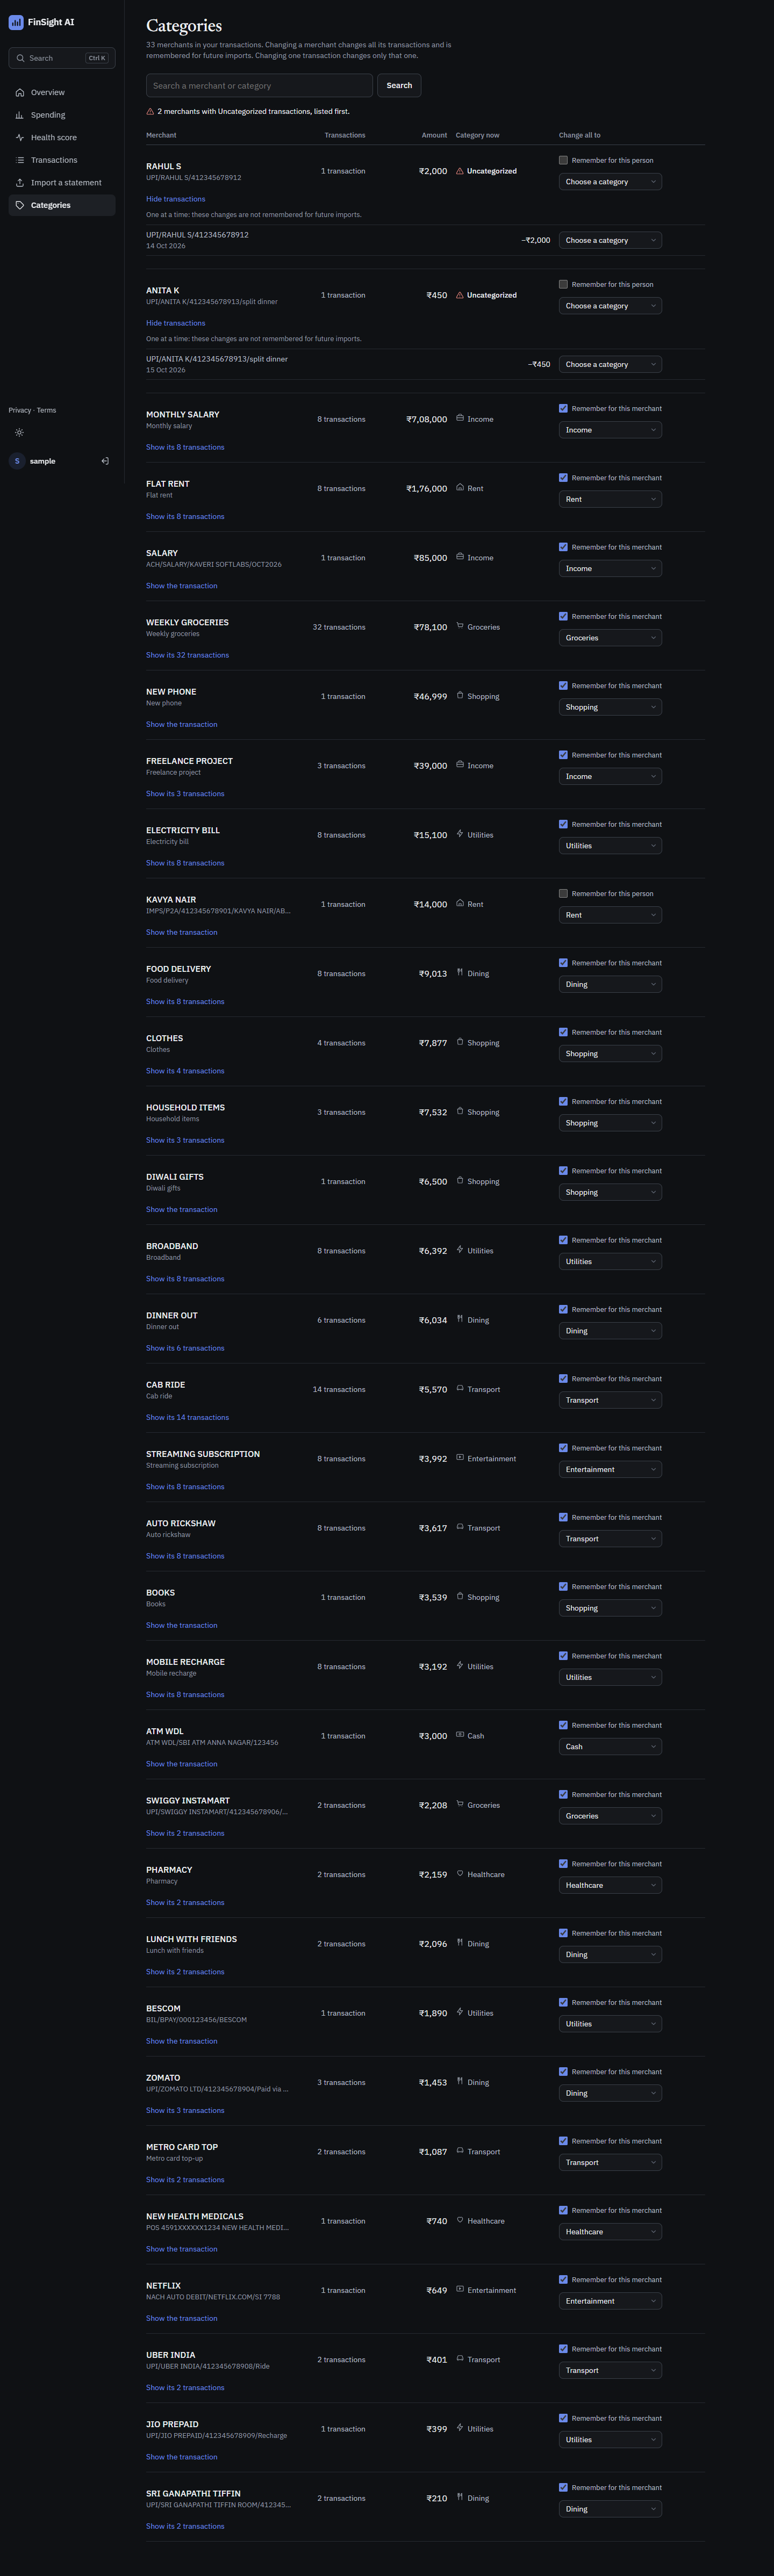 FinSight AI
Search Ctrl K
Overview
Spending
Health score
Transactions
Import a statement
Categories
Privacy · Terms
S sample
Categories
33 merchants in your transactions. Changing a merchant changes all its transactions and is
remembered for future imports. Changing one transaction changes only that one.
Search a merchant or category Search
2 merchants with Uncategorized transactions, listed first.
Merchant Transactions Amount Category now Change all to
RAHUL S 1 transaction ₹2,000 Uncategorized Remember for this person
UPI/RAHUL S/412345678912 Choose a category
Hide transactions
One at a time: these changes are not remembered for future imports.
UPI/RAHUL S/412345678912 −₹2,000 Choose a category
14 Oct 2026
ANITA K 1 transaction ₹450 Uncategorized Remember for this person
UPI/ANITA K/412345678913/split dinner Choose a category
Hide transactions
One at a time: these changes are not remembered for future imports.
UPI/ANITA K/412345678913/split dinner −₹450 Choose a category
15 Oct 2026
MONTHLY SALARY 8 transactions ₹7,08,000 Income Remember for this merchant
Monthly salary Income
Show its 8 transactions
FLAT RENT 8 transactions ₹1,76,000 Rent Remember for this merchant
Flat rent Rent
Show its 8 transactions
SALARY 1 transaction ₹85,000 Income Remember for this merchant
ACH/SALARY/KAVERI SOFTLABS/OCT2026 Income
Show the transaction
WEEKLY GROCERIES 32 transactions ₹78,100 Groceries Remember for this merchant
Weekly groceries Groceries
Show its 32 transactions
NEW PHONE 1 transaction ₹46,999 Shopping Remember for this merchant
New phone Shopping
Show the transaction
FREELANCE PROJECT 3 transactions ₹39,000 Income Remember for this merchant
Freelance project Income
Show its 3 transactions
ELECTRICITY BILL 8 transactions ₹15,100 Utilities Remember for this merchant
Electricity bill Utilities
Show its 8 transactions
KAVYA NAIR 1 transaction ₹14,000 Rent Remember for this person
IMPS/P2A/412345678901/KAVYA NAIR/AB... Rent
Show the transaction
FOOD DELIVERY 8 transactions ₹9,013 Dining Remember for this merchant
Food delivery Dining
Show its 8 transactions
CLOTHES 4 transactions ₹7,877 Shopping Remember for this merchant
Clothes Shopping
Show its 4 transactions
HOUSEHOLD ITEMS 3 transactions ₹7,532 Shopping Remember for this merchant
Household items Shopping
Show its 3 transactions
DIWALI GIFTS 1 transaction ₹6,500 Shopping Remember for this merchant
Diwali gifts Shopping
Show the transaction
BROADBAND 8 transactions ₹6,392 Utilities Remember for this merchant
Broadband Utilities
Show its 8 transactions
DINNER OUT 6 transactions ₹6,034 Dining Remember for this merchant
Dinner out Dining
Show its 6 transactions
CAB RIDE 14 transactions ₹5,570 Transport Remember for this merchant
Cab ride Transport
Show its 14 transactions
STREAMING SUBSCRIPTION 8 transactions ₹3,992 Entertainment Remember for this merchant
Streaming subscription Entertainment
Show its 8 transactions
AUTO RICKSHAW 8 transactions ₹3,617 Transport Remember for this merchant
Auto rickshaw Transport
Show its 8 transactions
BOOKS 1 transaction ₹3,539 Shopping Remember for this merchant
Books Shopping
Show the transaction
MOBILE RECHARGE 8 transactions ₹3,192 Utilities Remember for this merchant
Mobile recharge Utilities
Show its 8 transactions
ATM WDL 1 transaction ₹3,000 Cash Remember for this merchant
ATM WDL/SBI ATM ANNA NAGAR/123456 Cash
Show the transaction
SWIGGY INSTAMART 2 transactions ₹2,208 Groceries Remember for this merchant
UPI/SWIGGY INSTAMART/412345678906/... Groceries
Show its 2 transactions
PHARMACY 2 transactions ₹2,159 Healthcare Remember for this merchant
Pharmacy Healthcare
Show its 2 transactions
LUNCH WITH FRIENDS 2 transactions ₹2,096 Dining Remember for this merchant
Lunch with friends Dining
Show its 2 transactions
BESCOM 1 transaction ₹1,890 Utilities Remember for this merchant
BIL/BPAY/000123456/BESCOM Utilities
Show the transaction
ZOMATO 3 transactions ₹1,453 Dining Remember for this merchant
UPI/ZOMATO LTD/412345678904/Paid via ... Dining
Show its 3 transactions
METRO CARD TOP 2 transactions ₹1,087 Transport Remember for this merchant
Metro card top-up Transport
Show its 2 transactions
NEW HEALTH MEDICALS 1 transaction ₹740 Healthcare Remember for this merchant
POS 4591XXXXXX1234 NEW HEALTH MEDI... Healthcare
Show the transaction
NETFLIX 1 transaction ₹649 Entertainment Remember for this merchant
NACH AUTO DEBIT/NETFLIX.COM/SI 7788 Entertainment
Show the transaction
UBER INDIA 2 transactions ₹401 Transport Remember for this merchant
UPI/UBER INDIA/412345678908/Ride Transport
Show its 2 transactions
JIO PREPAID 1 transaction ₹399 Utilities Remember for this merchant
UPI/JIO PREPAID/412345678909/Recharge Utilities
Show the transaction
SRI GANAPATHI TIFFIN 2 transactions ₹210 Dining Remember for this merchant
UPI/SRI GANAPATHI TIFFIN ROOM/412345... Dining
Show its 2 transactions